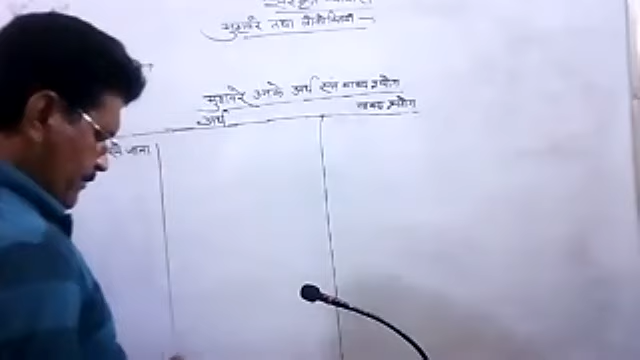 मुहावरे तथा लोकोक्तियाँ -
मुहावरे उनके अर्थ एवं वाक्य प्रयोग
अर्थ वाक्य प्रयोग
जाना